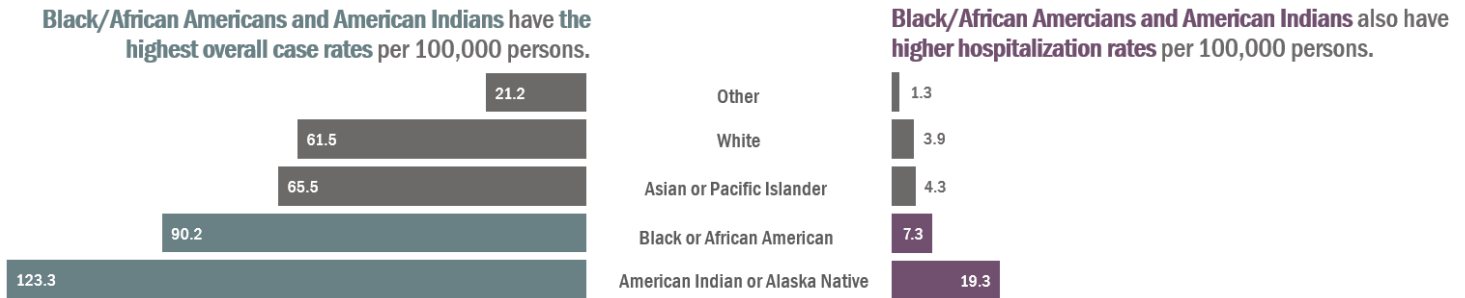 Black/African Americans and American Indians have the
highest overall case rates per 100,000 persons.
Black/African Amercians and American Indians also have
higher hospitalization rates per 100,000 persons.
21.2 Other 1.3
61.5 White 3.9
65.5 Asian or Pacific Islander 4.3
90.2 Black or African American 7.3
123.3 American Indian or Alaska Native 19.3